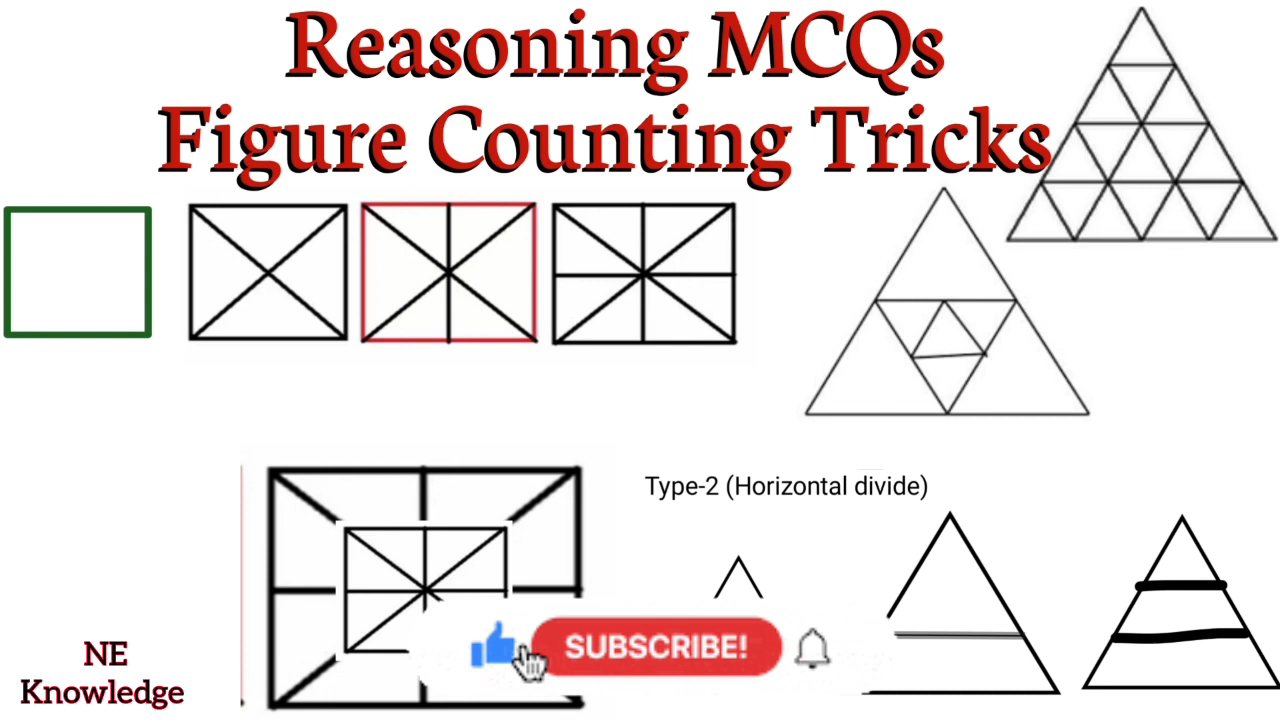 Reasoning MCQs
Figure Counting Tricks
Type-2 (Horizontal divide)
SUBSCRIBE!
NE
Knowledge